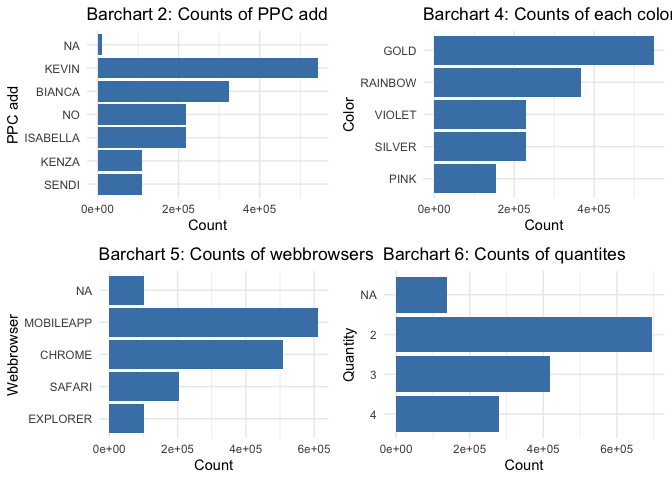 Barchart 2: Counts of PPC add
PPC add
NA
KEVIN
BIANCA
NO
ISABELLA
KENZA
SENDI
0e+00 2e+05 4e+05
Count
Barchart 4: Counts of each color
Color
GOLD
RAINBOW
VIOLET
SILVER
PINK
0e+00 2e+05 4e+05
Count
Barchart 5: Counts of webbrowsers
Webbrowser
NA
MOBILEAPP
CHROME
SAFARI
EXPLORER
0e+00 2e+05 4e+05 6e+05
Count
Barchart 6: Counts of quantites
Quantity
NA
2
3
4
0e+00 2e+05 4e+05 6e+05
Count